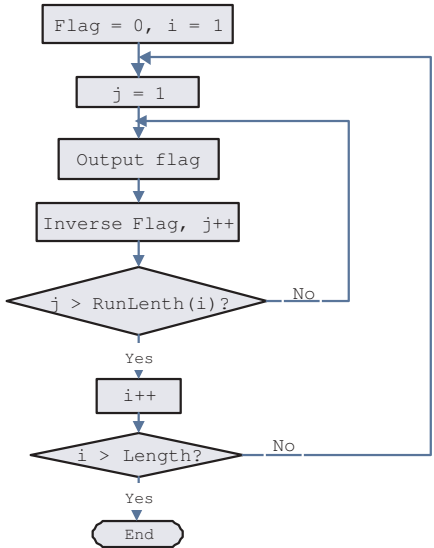 Flag = 0, i = 1
j = 1
Output flag
Inverse Flag, j++
j > RunLenth(i)?
No
Yes
i++
i > Length?
No
Yes
End